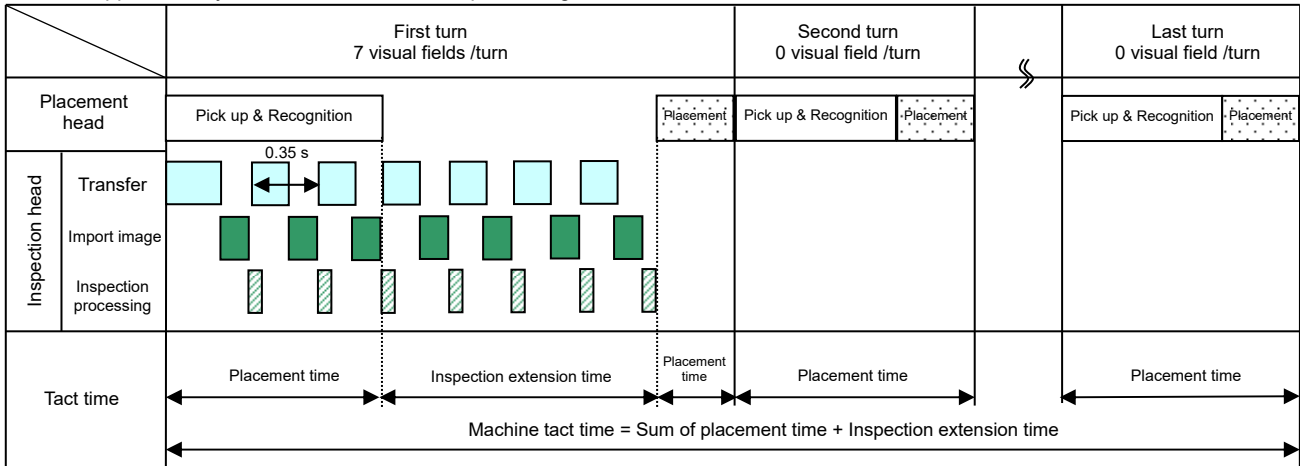 First turn
7 visual fields /turn
Second turn
0 visual field /turn
Last turn
0 visual field /turn
Placement
head
Pick up & Recognition
Placement
Pick up & Recognition
Placement
Pick up & Recognition
Placement
Inspection head
0.35 s
Transfer
Import image
Inspection
processing
Tact time
Placement time
Inspection extension time
Placement
time
Placement time
Placement time
Machine tact time = Sum of placement time + Inspection extension time